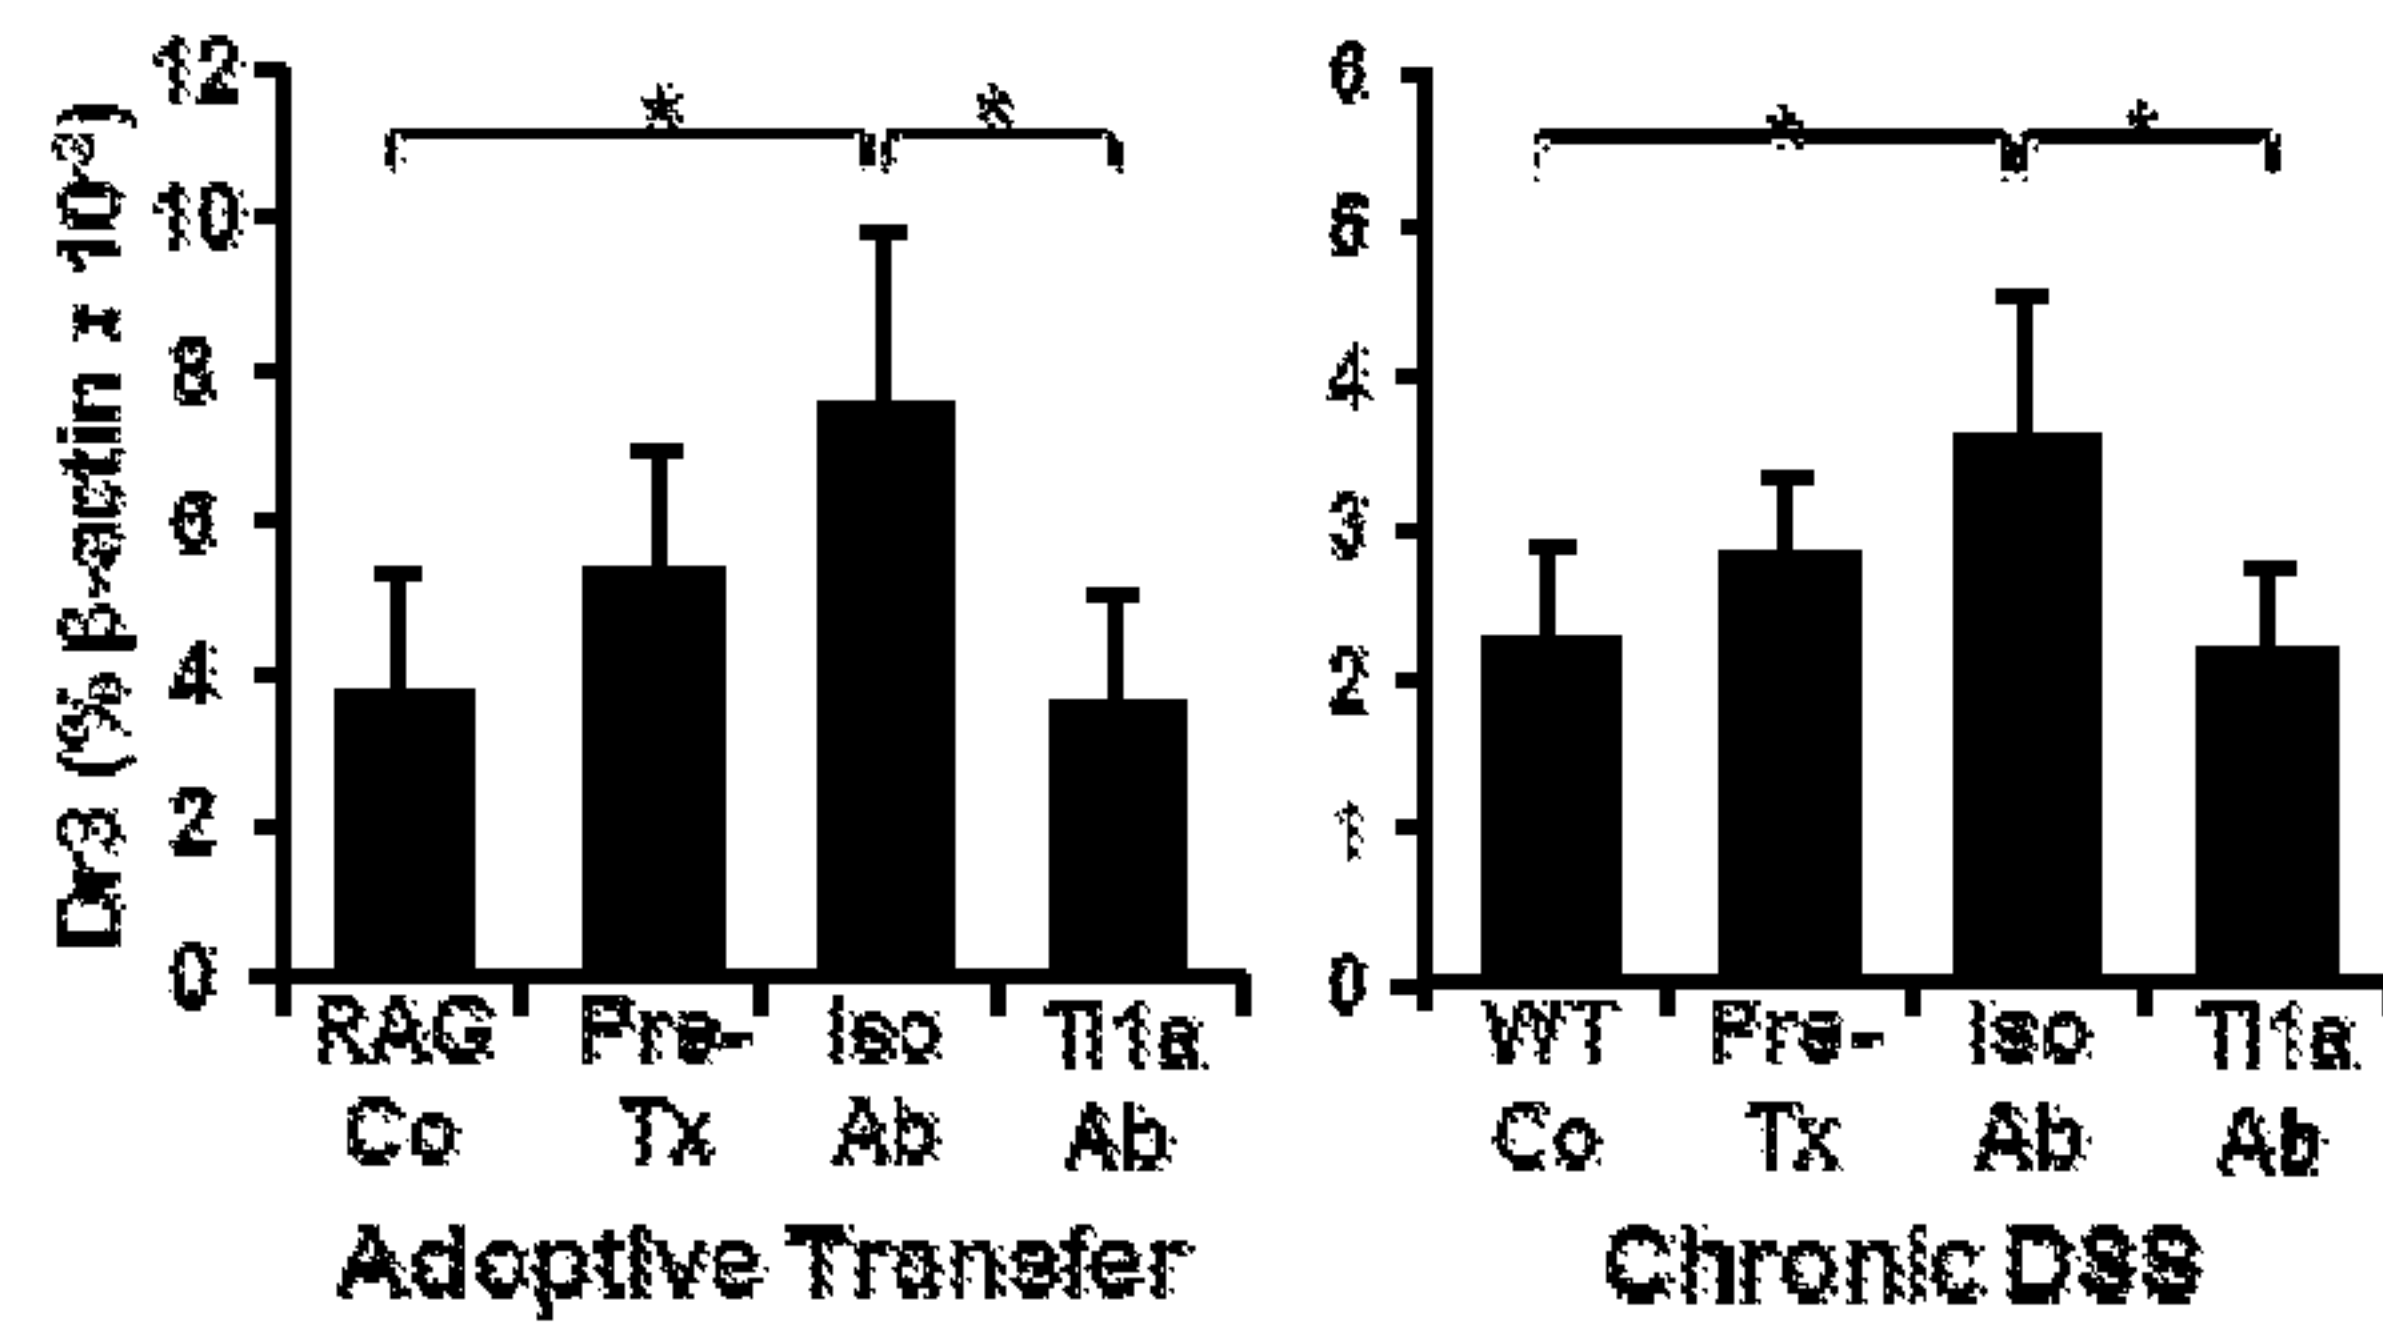 Dr3 (% β-actin x 10⁻³)
12
10
8
6
4
2
0
* *
RAG Co
Pre- Tx
Iso Ab
Tl1a Ab
Adoptive Transfer
6
5
4
3
2
1
0
* *
WT Co
Pre- Tx
Iso Ab
Tl1a Ab
Chronic DSS